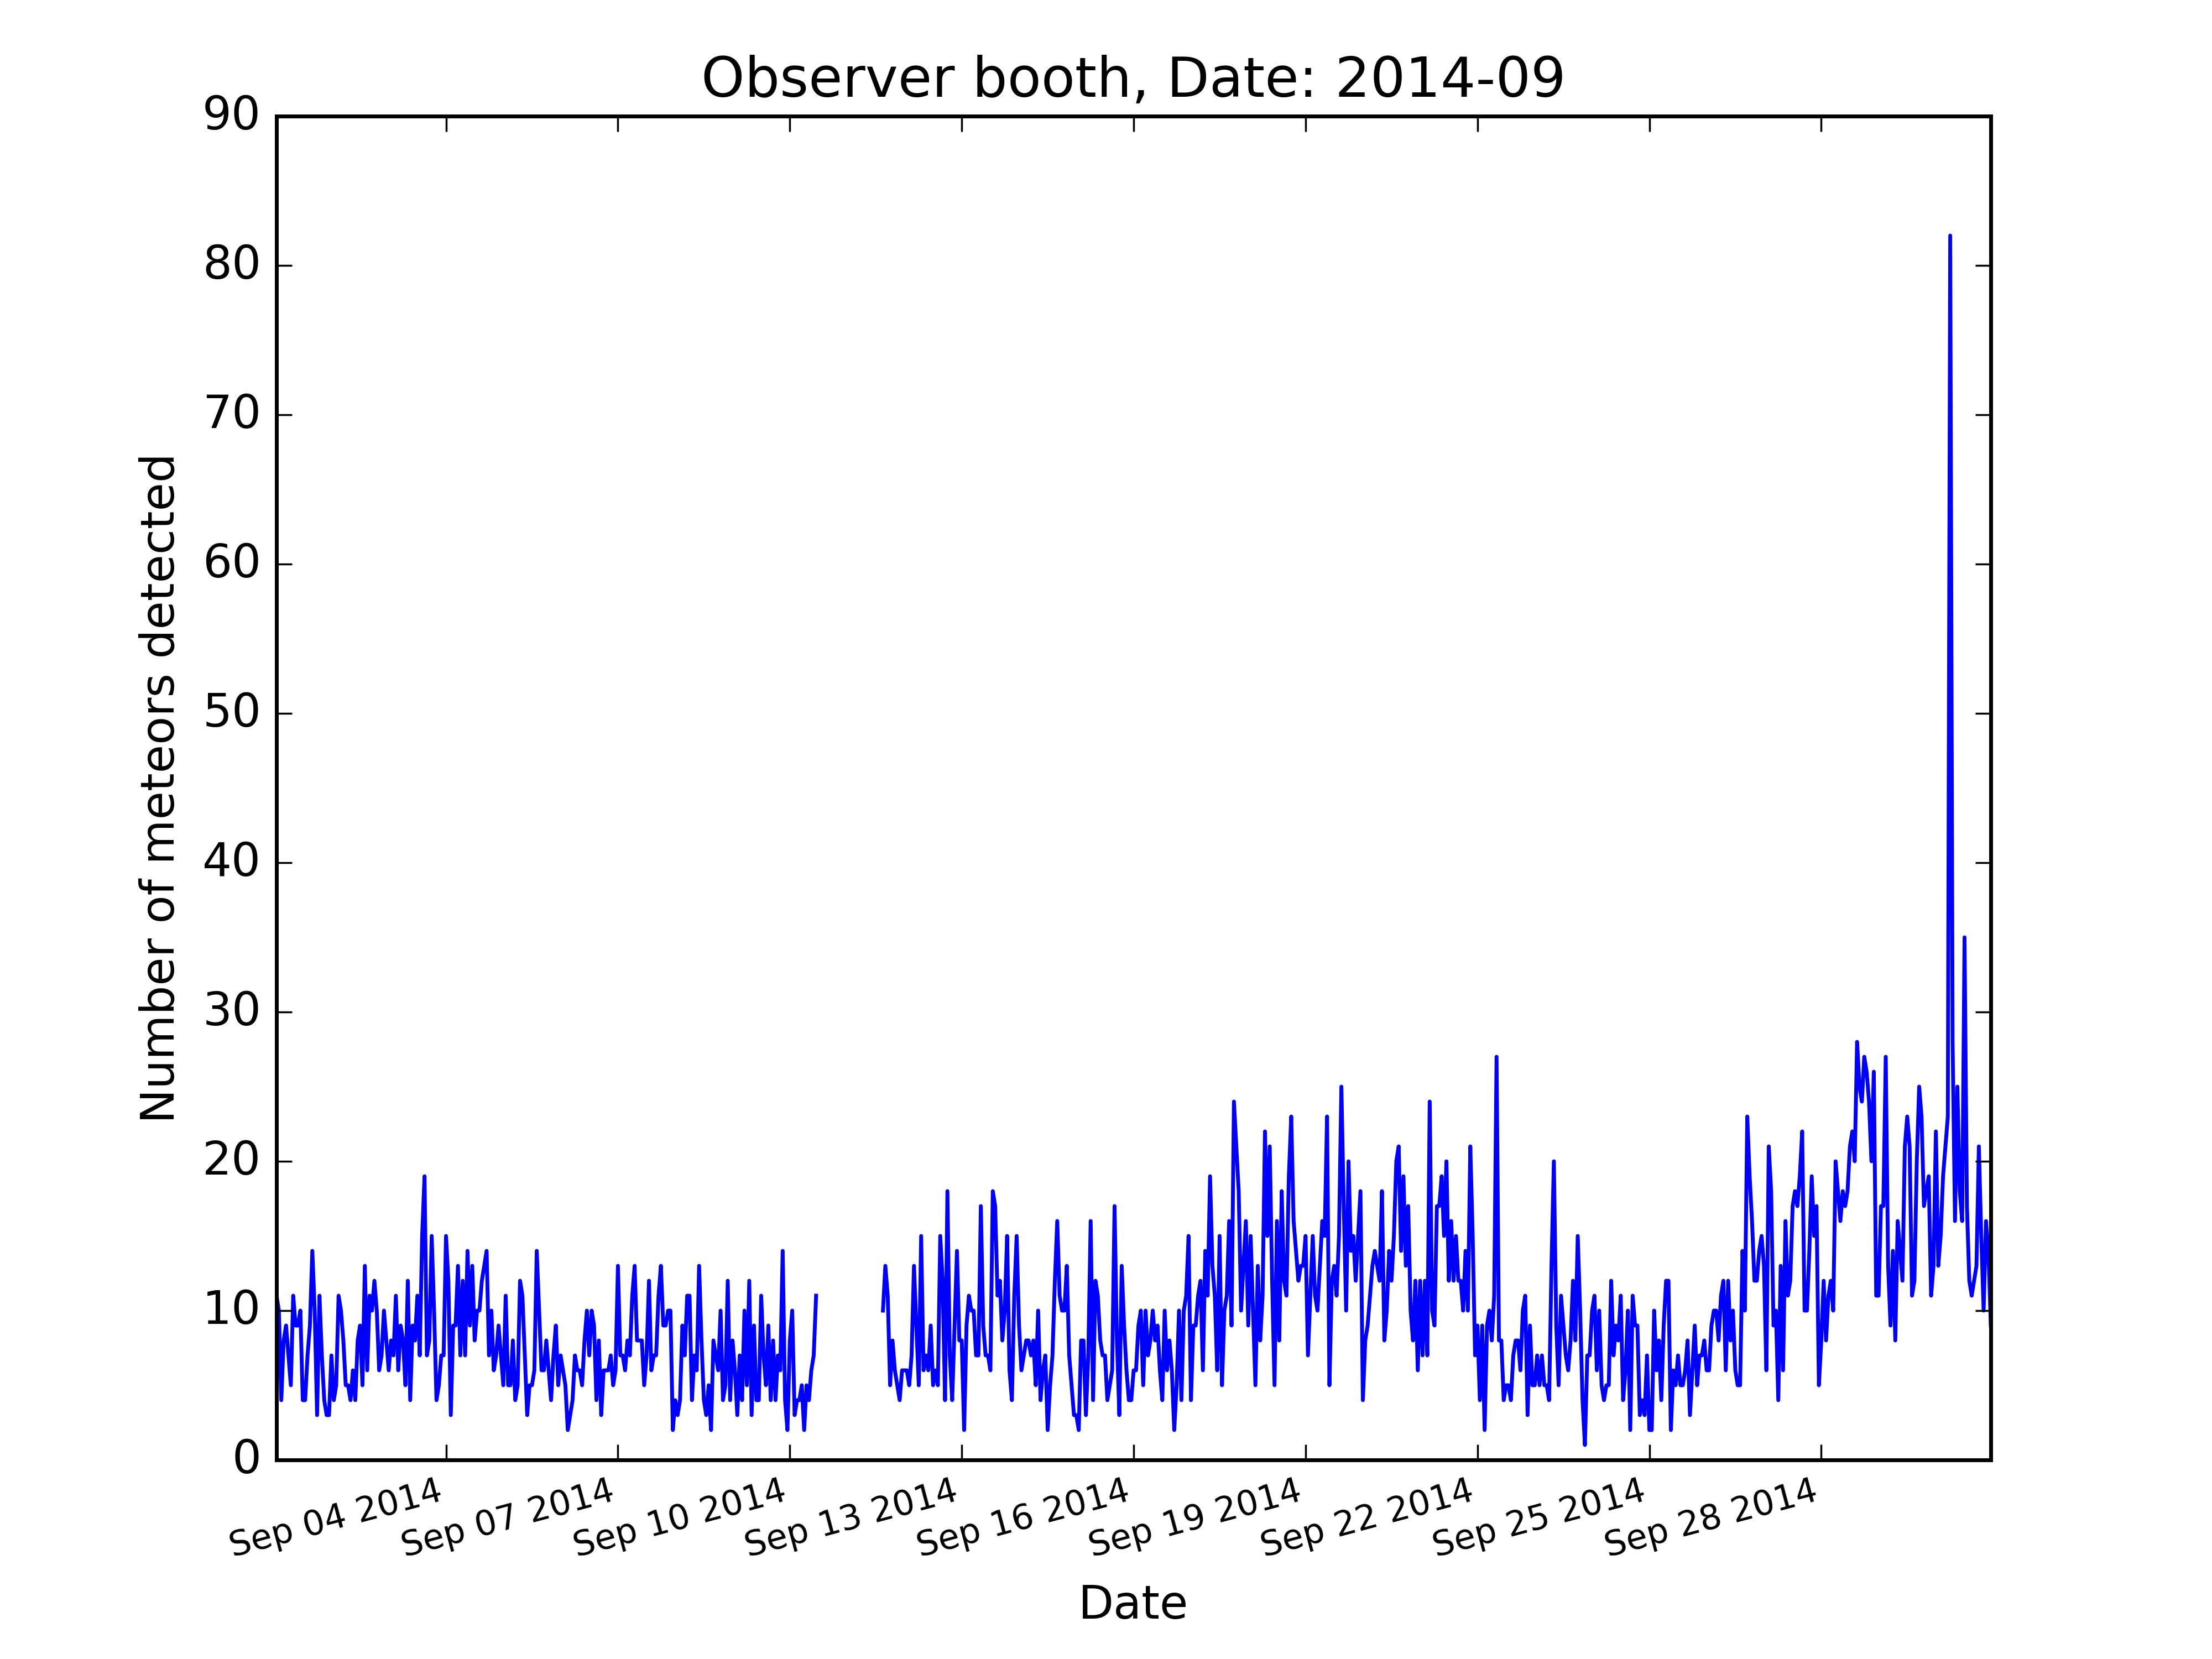 Observer booth, Date: 2014-09
Number of meteors detected
90
80
70
60
50
40
30
20
10
0
Sep 04 2014
Sep 07 2014
Sep 10 2014
Sep 13 2014
Sep 16 2014
Sep 19 2014
Sep 22 2014
Sep 25 2014
Sep 28 2014
Date